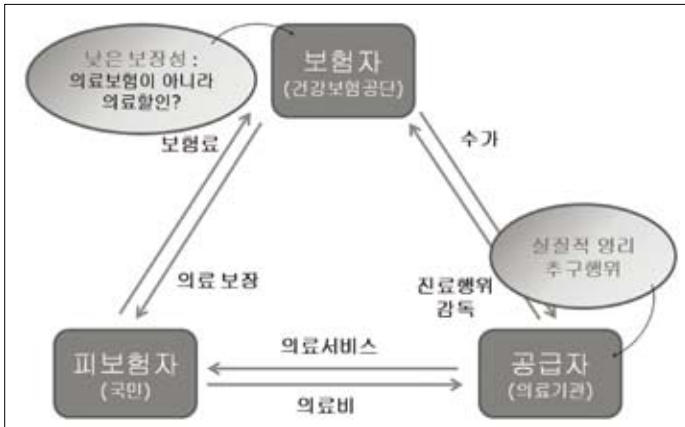 낮은 보장성 :
의료보험이 아니라
의료할인?
보험자
(건강보험공단)
보험료
수가
실질적 영리
추구행위
의료 보장
진료행위
감독
피보험자
(국민)
의료서비스
의료비
공급자
(의료기관)